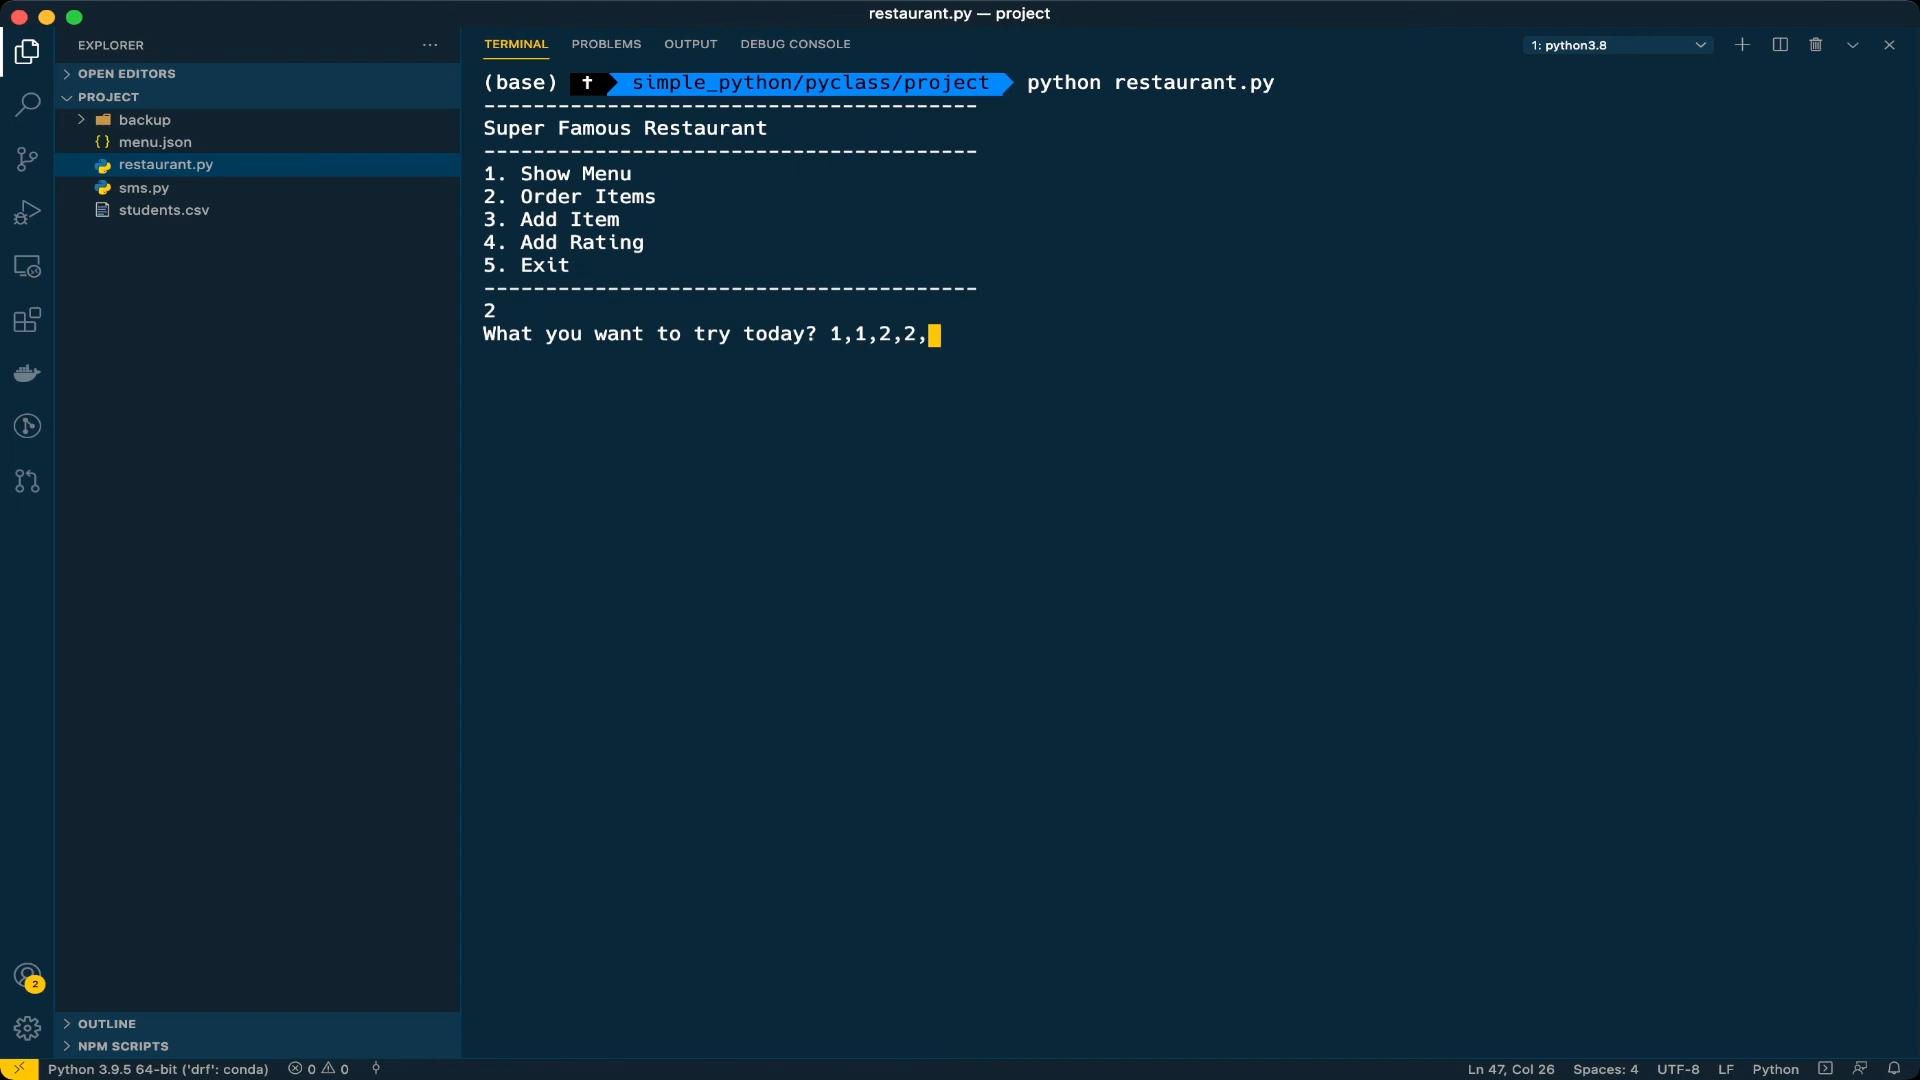 restaurant.py — project
EXPLORER
OPEN EDITORS
PROJECT
backup
menu.json
restaurant.py
sms.py
students.csv
OUTLINE
NPM SCRIPTS
TERMINAL PROBLEMS OUTPUT DEBUG CONSOLE
1: python3.8
(base) † simple_python/pyclass/project python restaurant.py
----------------------------------------
Super Famous Restaurant
----------------------------------------
1. Show Menu
2. Order Items
3. Add Item
4. Add Rating
5. Exit
----------------------------------------
2
What you want to try today? 1,1,2,2,
2
Python 3.9.5 64-bit ('drf': conda) 0 0
Ln 47, Col 26 Spaces: 4 UTF-8 LF Python